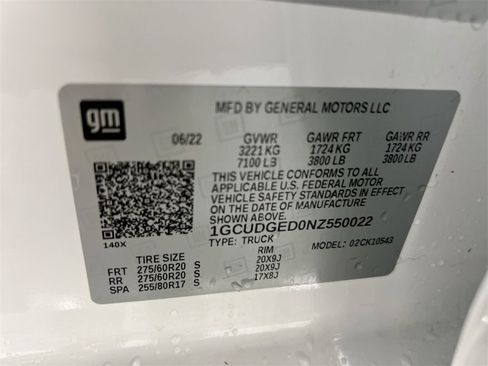 gm
MFD BY GENERAL MOTORS LLC
06/22 GVWR GAWR FRT GAWR RR
3221 KG 1724 KG 1724 KG
7100 LB 3800 LB 3800 LB
THIS VEHICLE CONFORMS TO ALL
APPLICABLE U.S. FEDERAL MOTOR
VEHICLE SAFETY STANDARDS IN EFFECT
ON THE DATE OF MANUFACTURE
SHOWN ABOVE.
1GCUDGED0NZ550022
TYPE: TRUCK MODEL: 02CK10543
140X
TIRE SIZE RIM
FRT 275/60R20 S 20X9J
RR 275/60R20 S 20X9J
SPA 255/80R17 S 17X8J